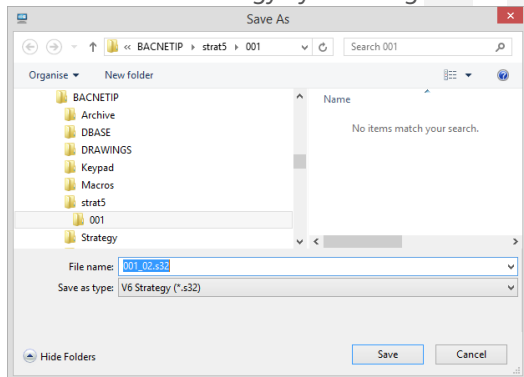 Save As
« BACNETIP ▸ strat5 ▸ 001
Search 001
Organise
New folder
BACNETIP
Archive
DBASE
DRAWINGS
Keypad
Macros
strat5
001
Strategy
Name
No items match your search.
File name: 001_02.s32
Save as type: V6 Strategy (*.s32)
Hide Folders
Save
Cancel